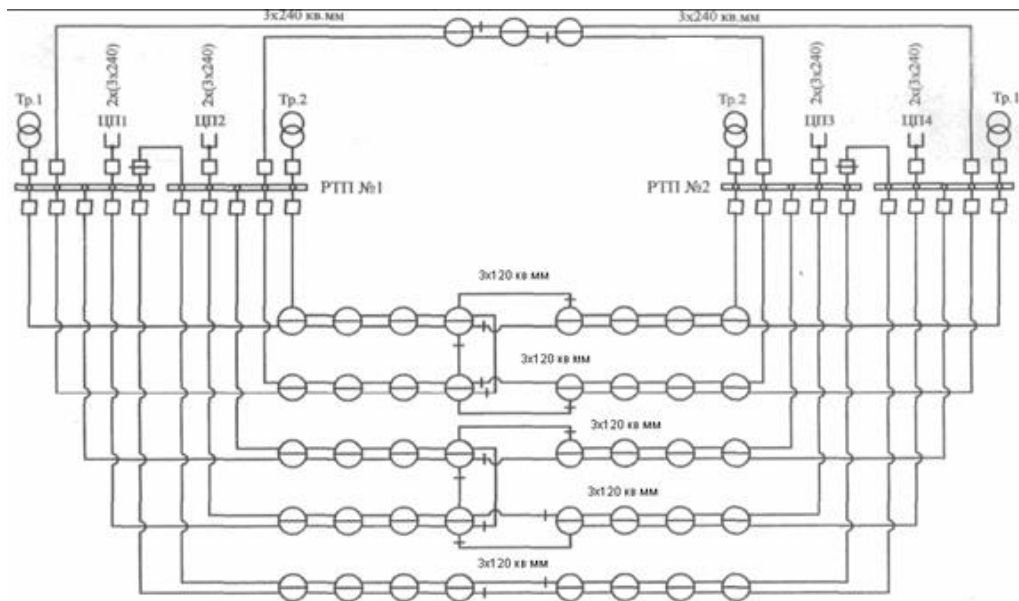 3х240 кв.мм
3х240 кв.мм
Тр.1
2х(3х240)
ЦП1
2х(3х240)
ЦП2
Тр.2
Тр.2
2х(3х240)
ЦП3
2х(3х240)
ЦП4
Тр.1
РТП №1
РТП №2
3х120 кв мм
3х120 кв мм
3х120 кв мм
3х120 кв мм
3х120 кв мм